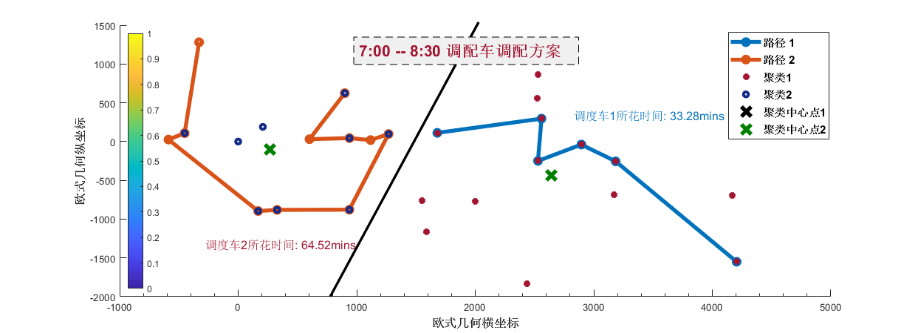 7:00 -- 8:30 调配车调配方案
路径 1
路径 2
聚类1
聚类2
聚类中心点1
聚类中心点2
调度车1所花时间: 33.28mins
调度车2所花时间: 64.52mins
欧式几何纵坐标
1500
1000
500
0
-500
-1000
-1500
-2000
1
0.9
0.8
0.7
0.6
0.5
0.4
0.3
0.2
0.1
0
-1000
0
1000
2000
3000
4000
5000
欧式几何横坐标